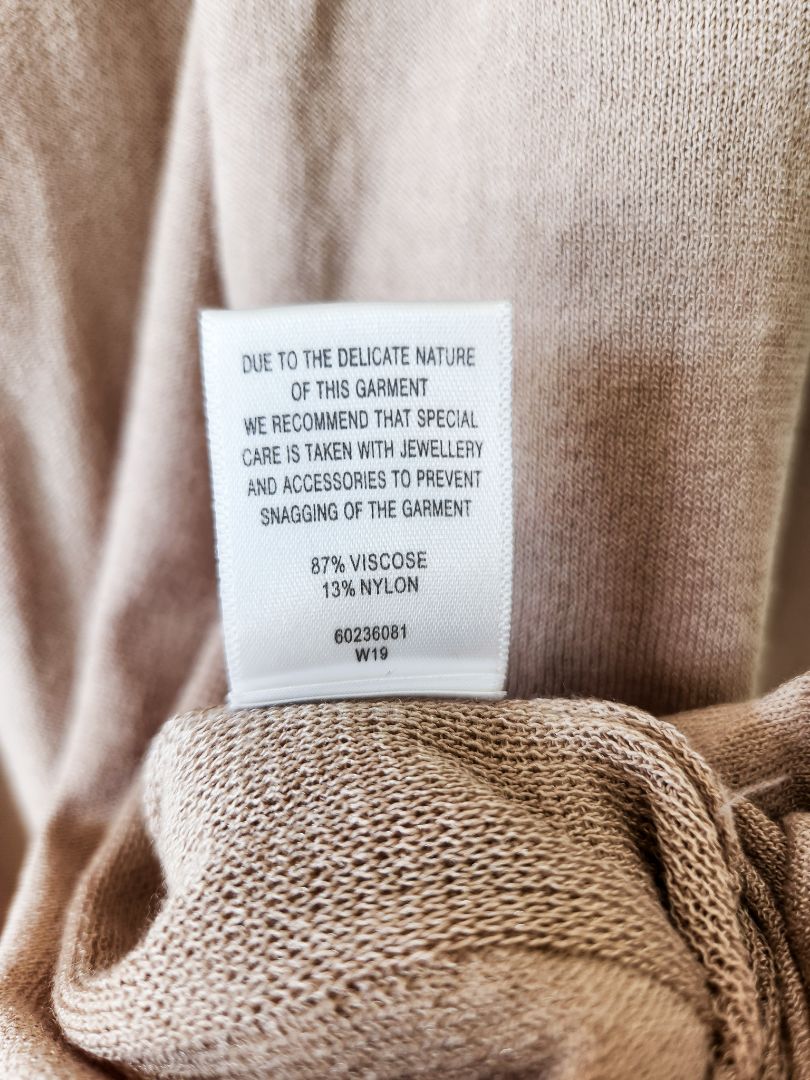 DUE TO THE DELICATE NATURE
OF THIS GARMENT
WE RECOMMEND THAT SPECIAL
CARE IS TAKEN WITH JEWELLERY
AND ACCESSORIES TO PREVENT
SNAGGING OF THE GARMENT
87% VISCOSE
13% NYLON
60236081
W19